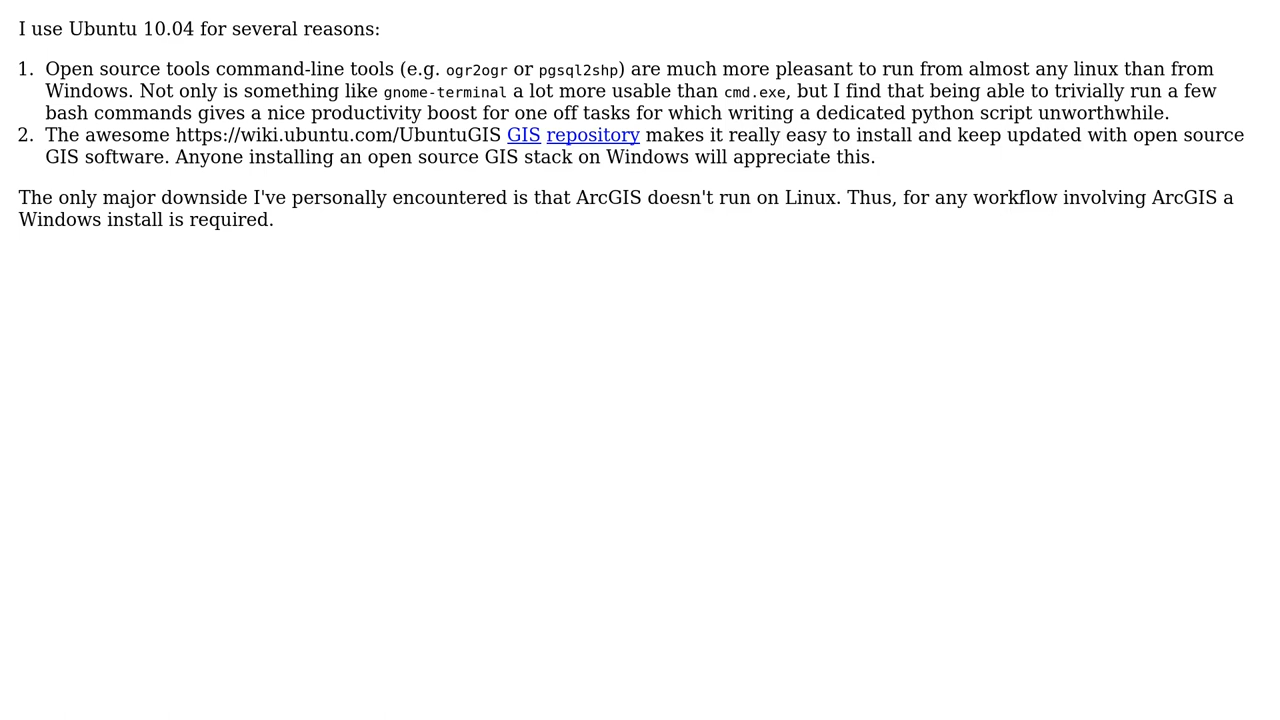 I use Ubuntu 10.04 for several reasons:
1. Open source tools command-line tools (e.g. ogr2ogr or pgsql2shp) are much more pleasant to run from almost any linux than from
Windows. Not only is something like gnome-terminal a lot more usable than cmd.exe, but I find that being able to trivially run a few
bash commands gives a nice productivity boost for one off tasks for which writing a dedicated python script unworthwhile.
2. The awesome https://wiki.ubuntu.com/UbuntuGIS GIS repository makes it really easy to install and keep updated with open source
GIS software. Anyone installing an open source GIS stack on Windows will appreciate this.
The only major downside I've personally encountered is that ArcGIS doesn't run on Linux. Thus, for any workflow involving ArcGIS a
Windows install is required.